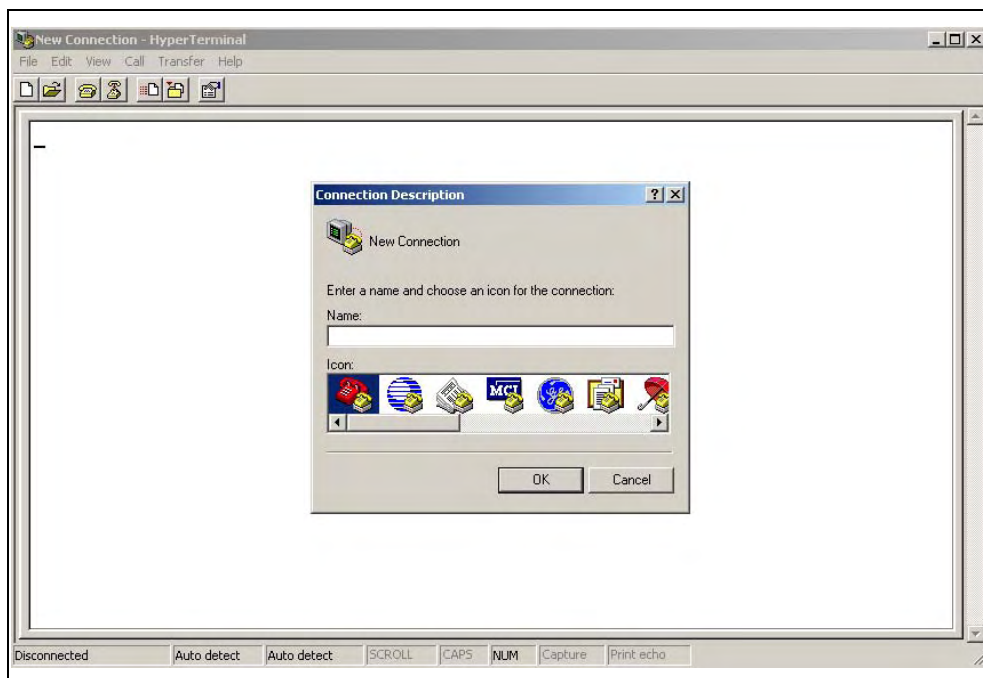 New Connection - HyperTerminal
File Edit View Call Transfer Help
Connection Description
New Connection
Enter a name and choose an icon for the connection:
Name:
Icon:
MCI
OK Cancel
Disconnected Auto detect Auto detect SCROLL CAPS NUM Capture Print echo